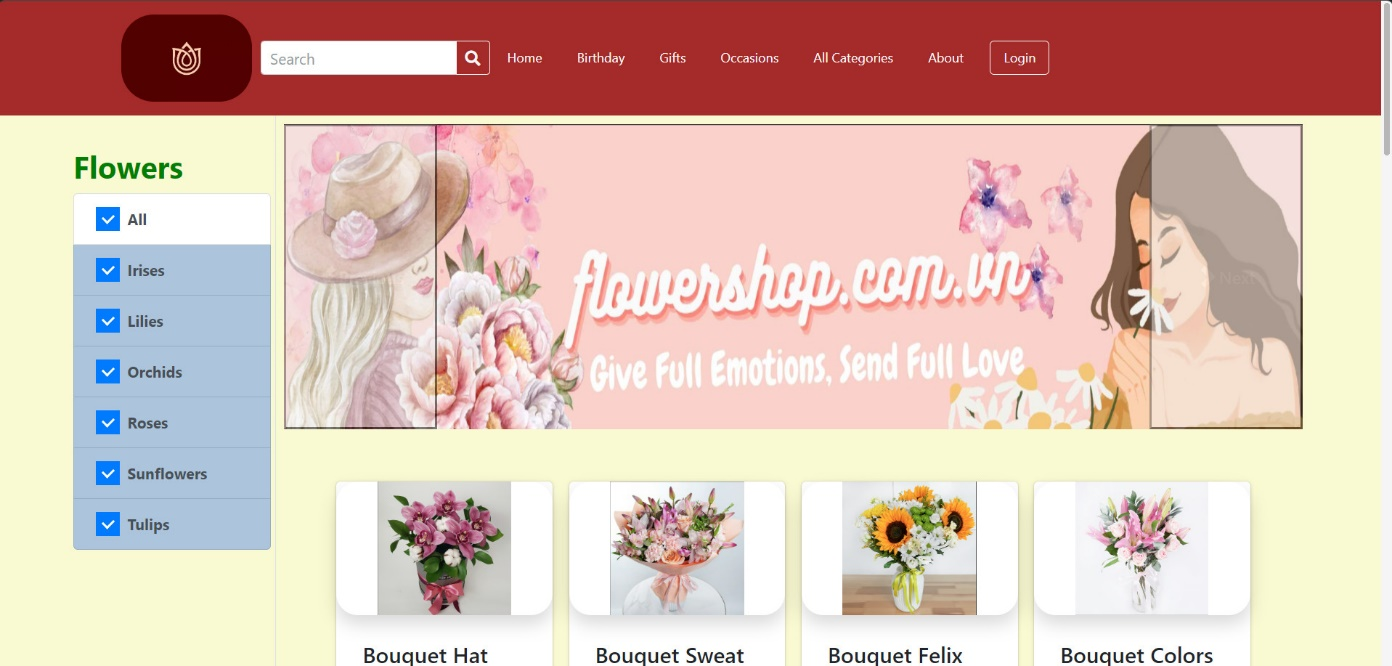 Search
Home
Birthday
Gifts
Occasions
All Categories
About
Login
Flowers
All
Irises
Lilies
Orchids
Roses
Sunflowers
Tulips
flowershop.com.vn
Give Full Emotions, Send Full Love
Next
Bouquet Hat
Bouquet Sweat
Bouquet Felix
Bouquet Colors